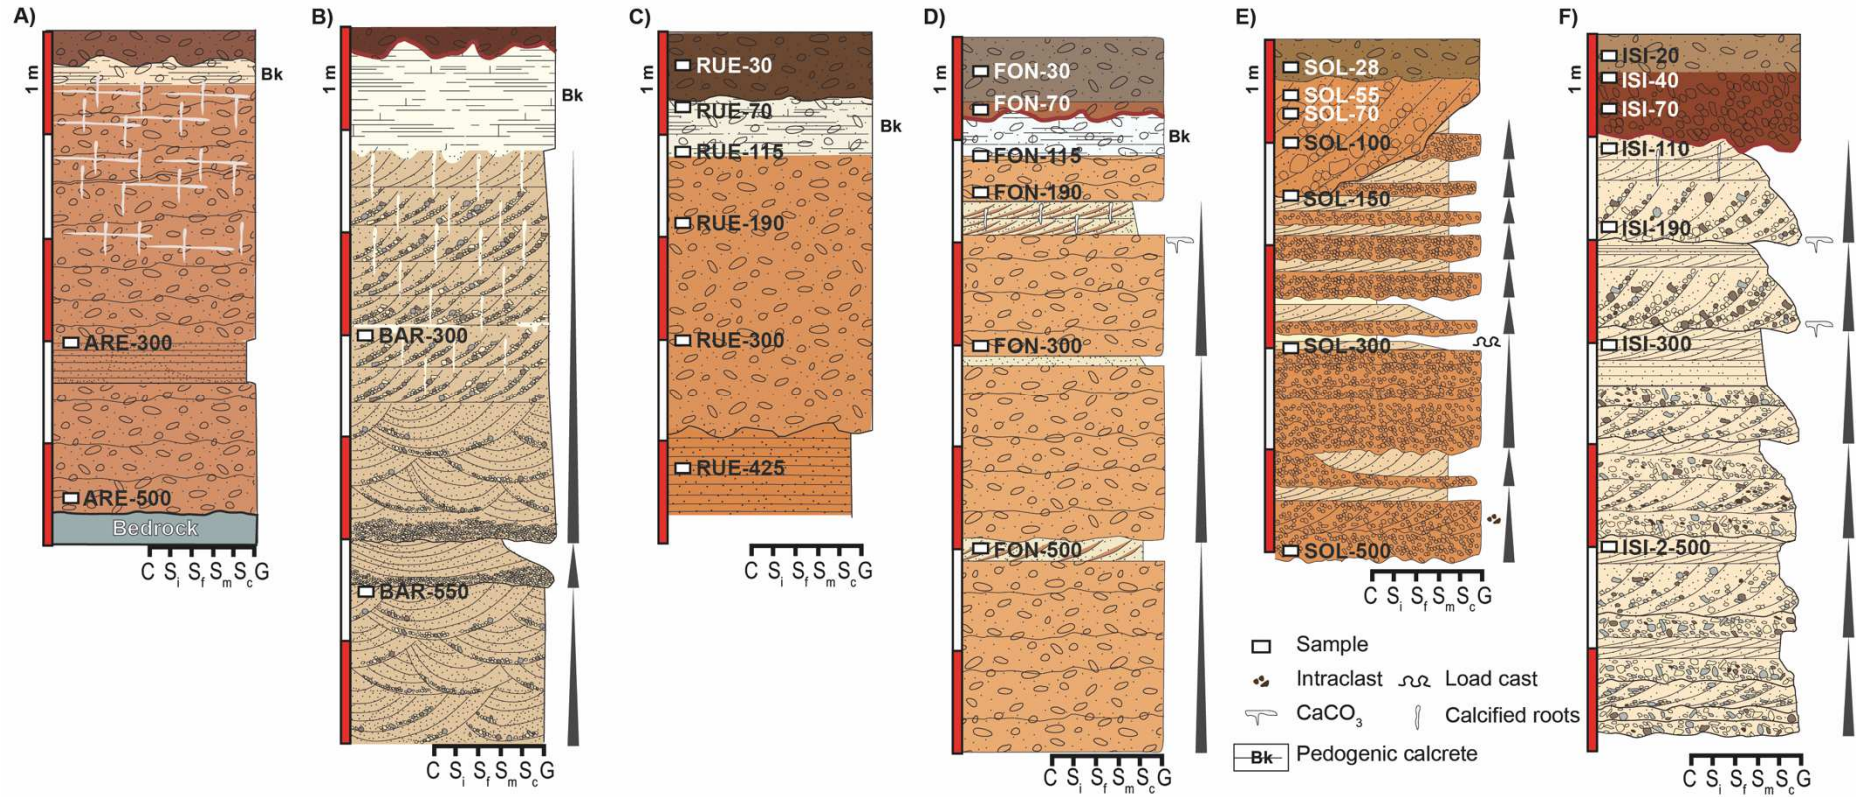 A)
1 m
Bk
ARE-300
ARE-500
Bedrock
C Si Sf Sm Sc G
B)
1 m
Bk
BAR-300
BAR-550
C Si Sf Sm Sc G
C)
1 m
RUE-30
RUE-70
Bk
RUE-115
RUE-190
RUE-300
RUE-425
C Si Sf Sm Sc G
D)
1 m
FON-30
FON-70
Bk
FON-115
FON-190
FON-300
FON-500
C Si Sf Sm Sc G
E)
1 m
SOL-28
SOL-55
SOL-70
SOL-100
SOL-150
SOL-300
SOL-500
C Si Sf Sm Sc G
Sample
Intraclast
Load cast
CaCO3
Calcified roots
Bk
Pedogenic calcrete
F)
1 m
ISI-20
ISI-40
ISI-70
ISI-110
ISI-190
ISI-300
ISI-2-500
C Si Sf Sm Sc G